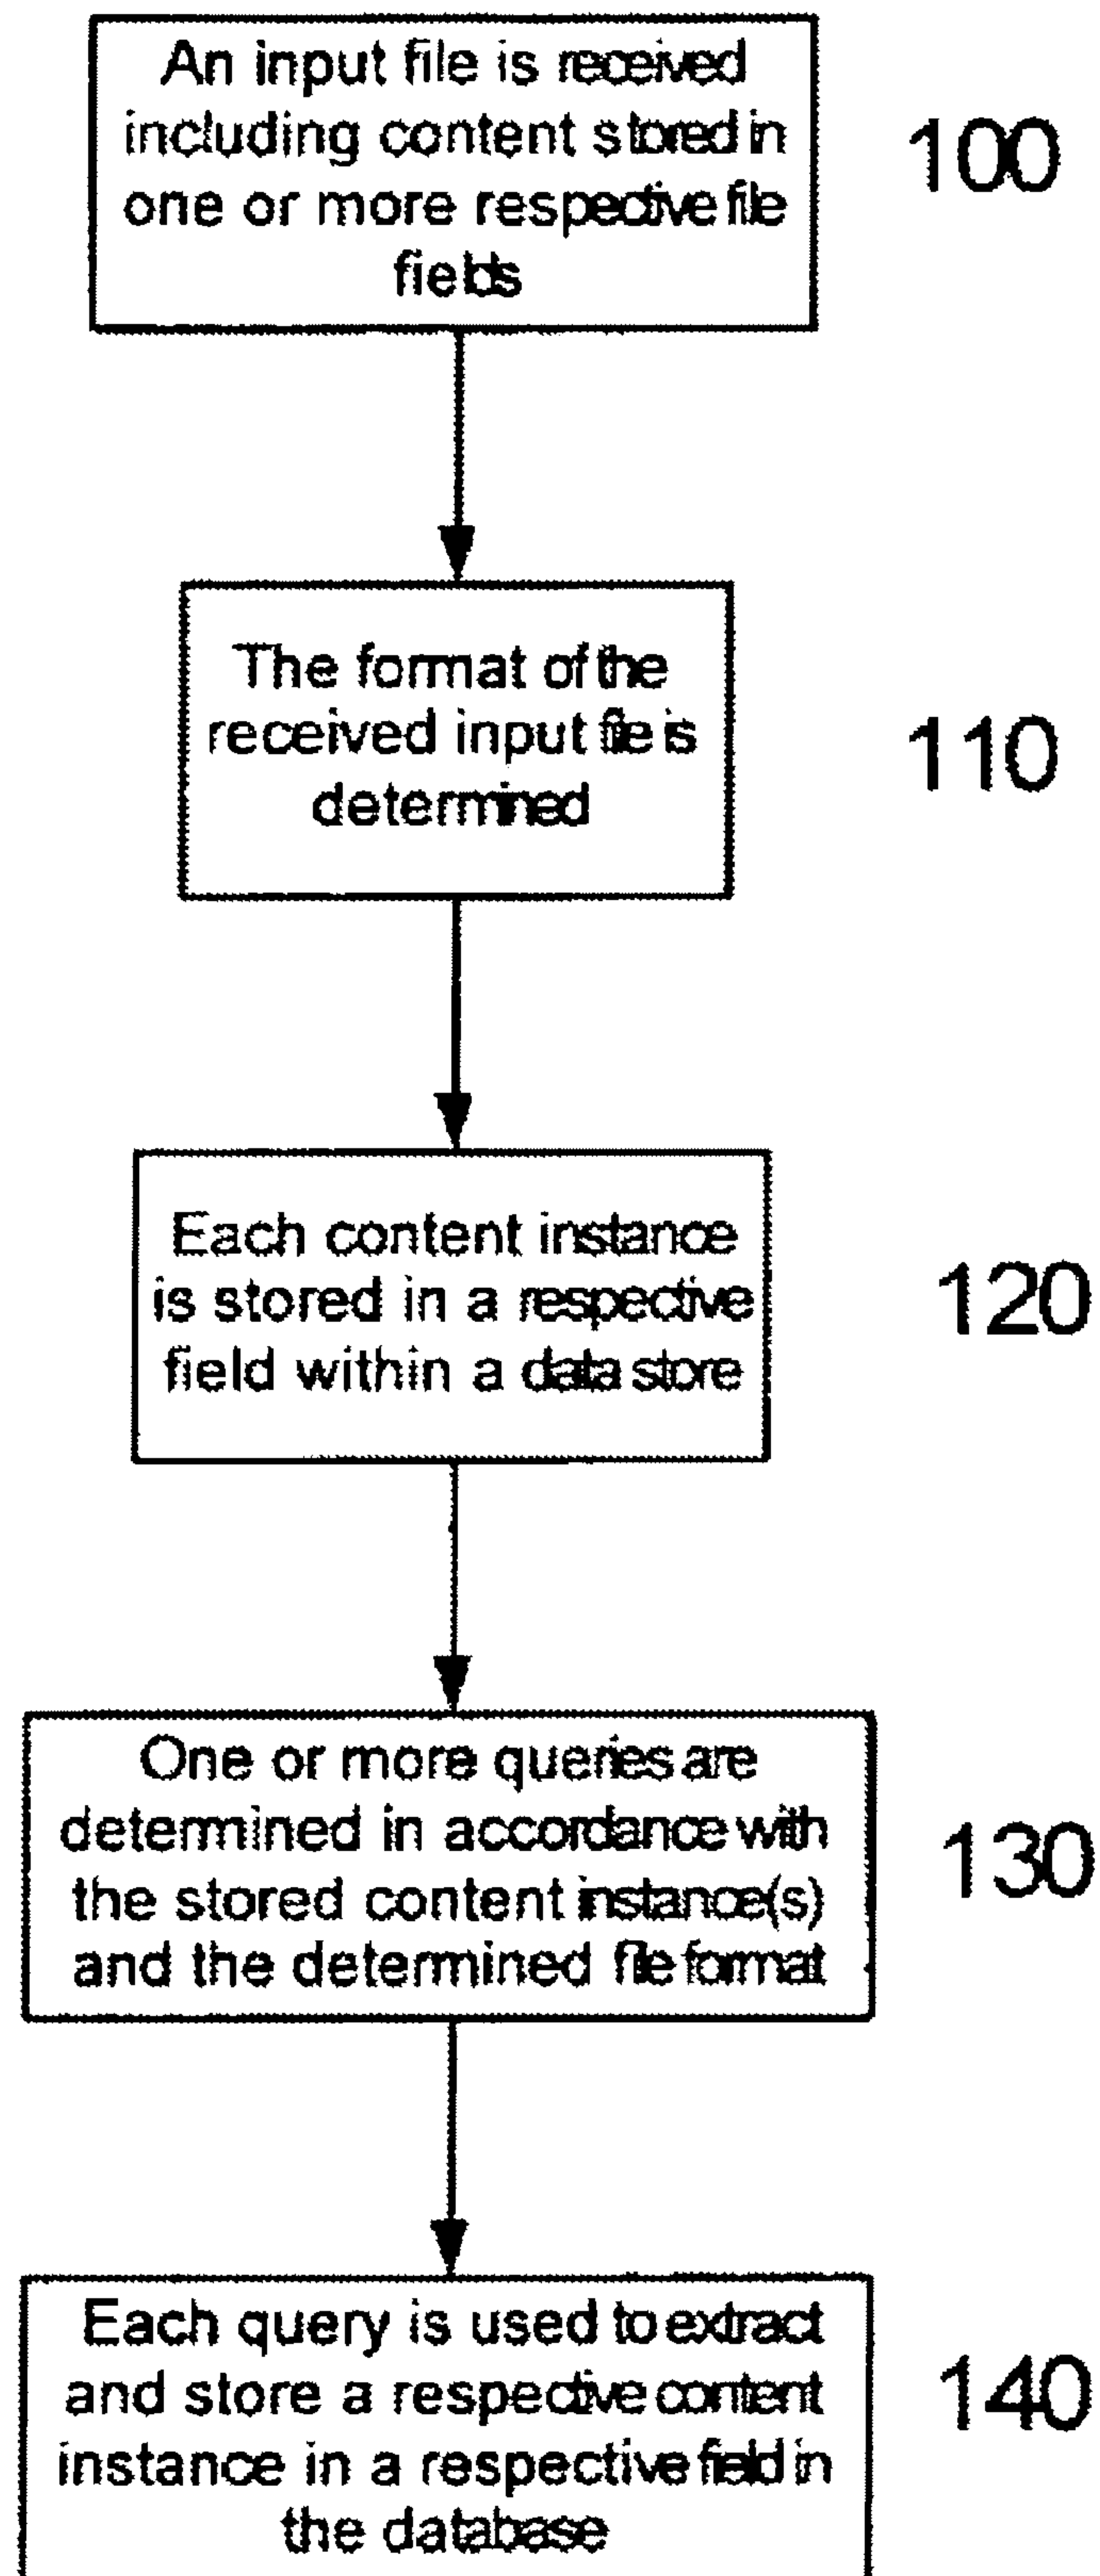 An input file is received
including content stored in
one or more respective file
fields
100
The format of the
received input file is
determined
110
Each content instance
is stored in a respective
field within a data store
120
One or more queries are
determined in accordance with
the stored content instance(s)
and the determined file format
130
Each query is used to extract
and store a respective content
instance in a respective field in
the database
140